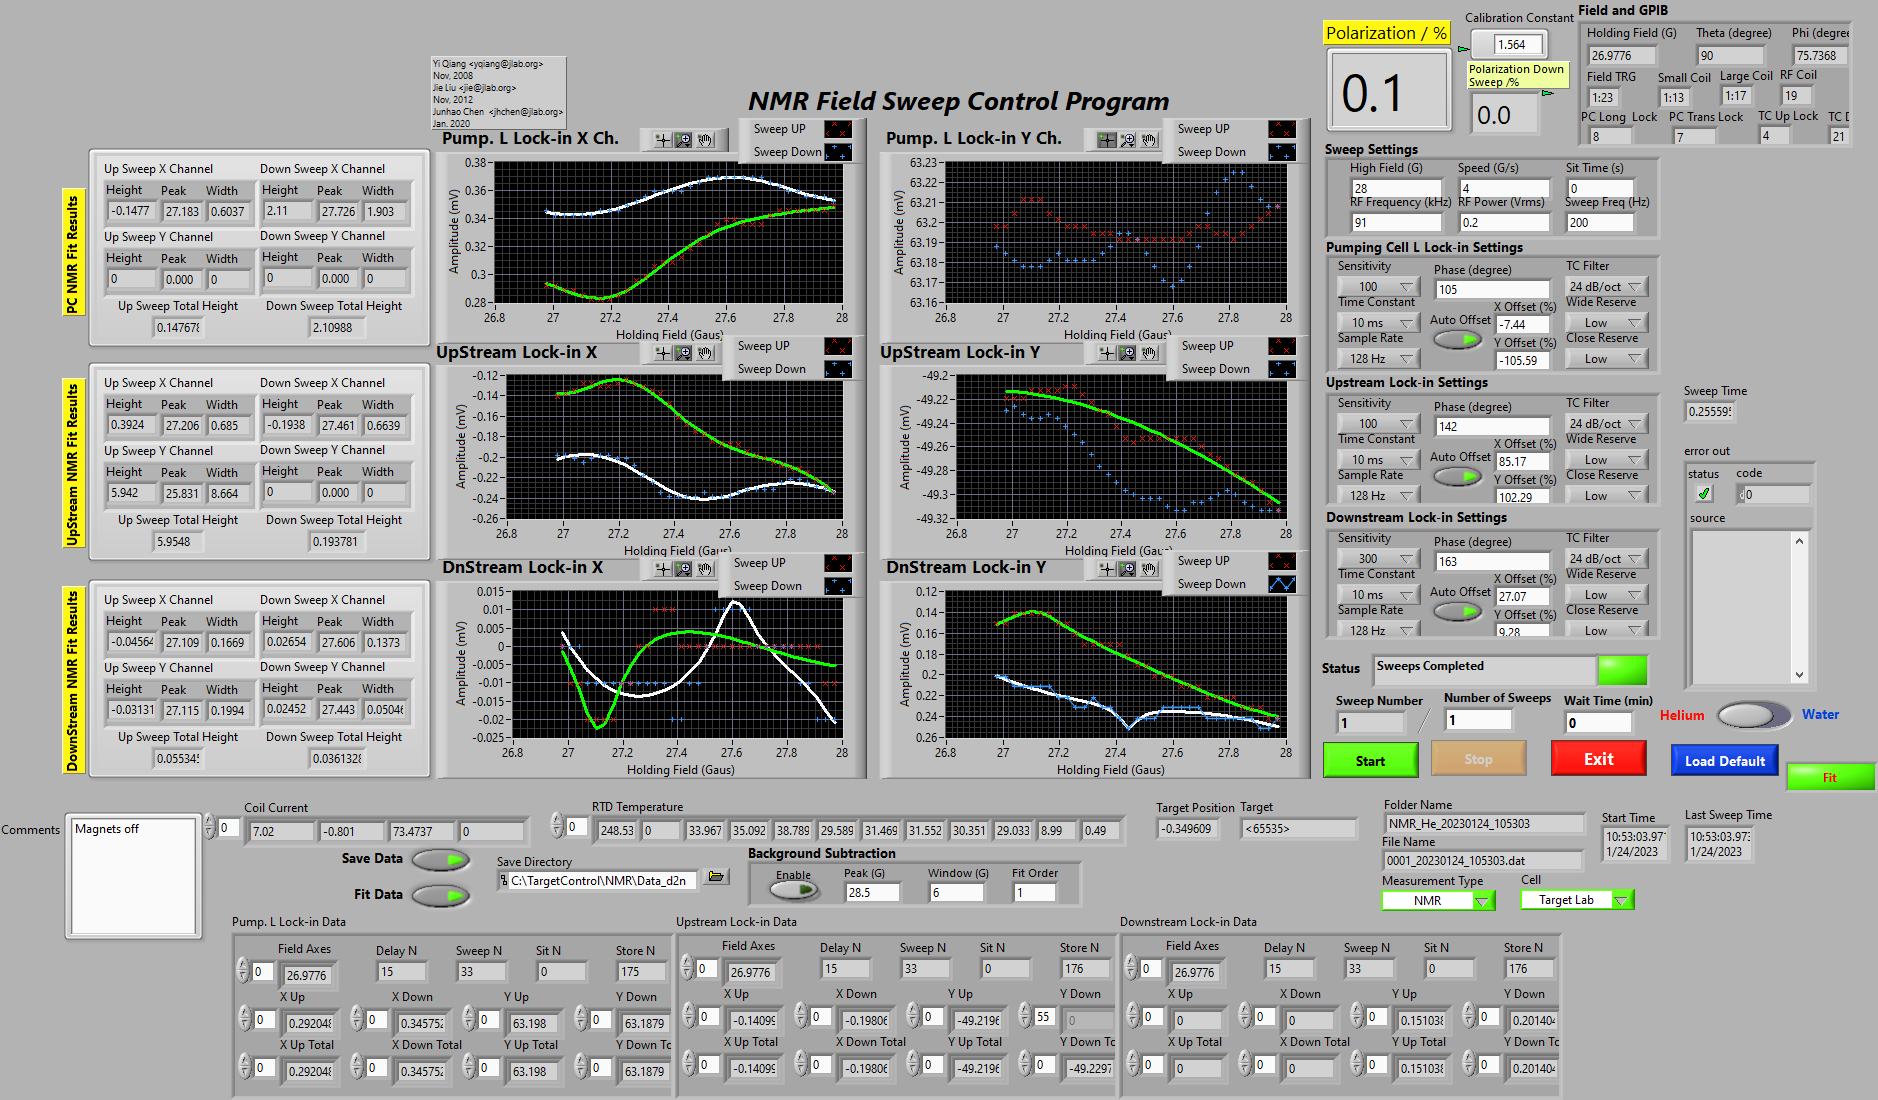 Yi Qiang <yqiang@jlab.org>
Nov, 2008
Jie Liu <jie@jlab.org>
Nov, 2012
Junhao Chen <jhchen@jlab.org>
Jan. 2020
NMR Field Sweep Control Program
Polarization / %
0.1
Calibration Constant
1.564
Polarization Down
Sweep /%
0.0
Field and GPIB
Holding Field (G) Theta (degree) Phi (degree
26.9776 90 75.7368
Field TRG Small Coil Large Coil RF Coil
1:23 1:13 1:17 19
PC Long Lock PC Trans Lock TC Up Lock TC D
8 7 4 21
PC NMR Fit Results
Up Sweep X Channel Down Sweep X Channel
Height Peak Width Height Peak Width
-0.1477 27.183 0.6037 2.11 27.726 1.903
Up Sweep Y Channel Down Sweep Y Channel
Height Peak Width Height Peak Width
0 0.000 0 0 0.000 0
Up Sweep Total Height Down Sweep Total Height
0.147678 2.10988
UpStream NMR Fit Results
Up Sweep X Channel Down Sweep X Channel
Height Peak Width Height Peak Width
0.3924 27.206 0.685 -0.1938 27.461 0.6639
Up Sweep Y Channel Down Sweep Y Channel
Height Peak Width Height Peak Width
5.942 25.831 8.664 0 0.000 0
Up Sweep Total Height Down Sweep Total Height
5.9548 0.193781
DownStream NMR Fit Results
Up Sweep X Channel Down Sweep X Channel
Height Peak Width Height Peak Width
-0.04564 27.109 0.1669 0.02654 27.606 0.1373
Up Sweep Y Channel Down Sweep Y Channel
Height Peak Width Height Peak Width
-0.03131 27.115 0.1994 0.02452 27.443 0.05046
Up Sweep Total Height Down Sweep Total Height
0.05534 0.0361328
Pump. L Lock-in X Ch.
Sweep UP
Sweep Down
Amplitude (mV)
0.38
0.36
0.34
0.32
0.3
0.28
26.8 27 27.2 27.4 27.6 27.8 28
Holding Field (Gaus)
Pump. L Lock-in Y Ch.
Sweep UP
Sweep Down
Amplitude (mV)
63.23
63.22
63.21
63.2
63.19
63.18
63.17
63.16
26.8 27 27.2 27.4 27.6 27.8 28
Holding Field (Gaus)
UpStream Lock-in X
Sweep UP
Sweep Down
Amplitude (mV)
-0.12
-0.14
-0.16
-0.18
-0.2
-0.22
-0.24
-0.26
26.8 27 27.2 27.4 27.6 27.8 28
Holding Field (Gaus)
UpStream Lock-in Y
Sweep UP
Sweep Down
Amplitude (mV)
-49.2
-49.22
-49.24
-49.26
-49.28
-49.3
-49.32
26.8 27 27.2 27.4 27.6 27.8 28
Holding Field (Gaus)
DnStream Lock-in X
Sweep UP
Sweep Down
Amplitude (mV)
0.015
0.01
0.005
0
-0.005
-0.01
-0.015
-0.02
-0.025
26.8 27 27.2 27.4 27.6 27.8 28
Holding Field (Gaus)
DnStream Lock-in Y
Sweep UP
Sweep Down
Amplitude (mV)
0.12
0.14
0.16
0.18
0.2
0.22
0.24
0.26
26.8 27 27.2 27.4 27.6 27.8 28
Holding Field (Gaus)
Sweep Settings
High Field (G) Speed (G/s) Sit Time (s)
28 4 0
RF Frequency (kHz) RF Power (Vrms) Sweep Freq (Hz)
91 0.2 200
Pumping Cell L Lock-in Settings
Sensitivity Phase (degree) TC Filter
100 105 24 dB/oct
Time Constant Auto Offset X Offset (%) Wide Reserve
10 ms -7.44 Low
Sample Rate Y Offset (%) Close Reserve
128 Hz -105.59 Low
Upstream Lock-in Settings
Sensitivity Phase (degree) TC Filter
100 142 24 dB/oct
Time Constant Auto Offset X Offset (%) Wide Reserve
10 ms 85.17 Low
Sample Rate Y Offset (%) Close Reserve
128 Hz 102.29 Low
Downstream Lock-in Settings
Sensitivity Phase (degree) TC Filter
300 163 24 dB/oct
Time Constant Auto Offset X Offset (%) Wide Reserve
10 ms 27.07 Low
Sample Rate Y Offset (%) Close Reserve
128 Hz 9.28 Low
Sweep Time
0.25559
error out
status code
0
source
Status Sweeps Completed
Sweep Number Number of Sweeps Wait Time (min)
1 / 1 0
Helium Water
Start Stop Exit Load Default Fit
Comments
Magnets off
Coil Current
0 7.02 -0.801 73.4737 0
RTD Temperature
0 248.53 0 33.967 35.092 38.789 29.589 31.469 31.552 30.351 29.033 8.99 0.49
Target Position Target
-0.349609 <65535>
Folder Name
NMR_He_20230124_105303
File Name
0001_20230124_105303.dat
Start Time Last Sweep Time
10:53:03.97 10:53:03.97
1/24/2023 1/24/2023
Save Data
Fit Data
Save Directory
C:\TargetControl\NMR\Data_d2n
Background Subtraction
Enable Peak (G) Window (G) Fit Order
28.5 6 1
Measurement Type Cell
NMR Target Lab
Pump. L Lock-in Data
Field Axes Delay N Sweep N Sit N Store N
0 26.9776 15 33 0 175
X Up X Down Y Up Y Down
0 0.292048 0 0.345752 0 63.198 0 63.1879
X Up Total X Down Total Y Up Total Y Down To
0 0.292048 0 0.345752 0 63.198 0 63.1879
Upstream Lock-in Data
Field Axes Delay N Sweep N Sit N Store N
0 26.9776 15 33 0 176
X Up X Down Y Up Y Down
0 -0.14099 0 -0.19806 0 -49.2196 55 0
X Up Total X Down Total Y Up Total Y Down To
0 -0.14099 0 -0.19806 0 -49.2196 0 -49.2297
Downstream Lock-in Data
Field Axes Delay N Sweep N Sit N Store N
0 26.9776 15 33 0 176
X Up X Down Y Up Y Down
0 0 0 0 0 0.151038 0 0.201404
X Up Total X Down Total Y Up Total Y Down To
0 0 0 0 0 0.151038 0 0.201404